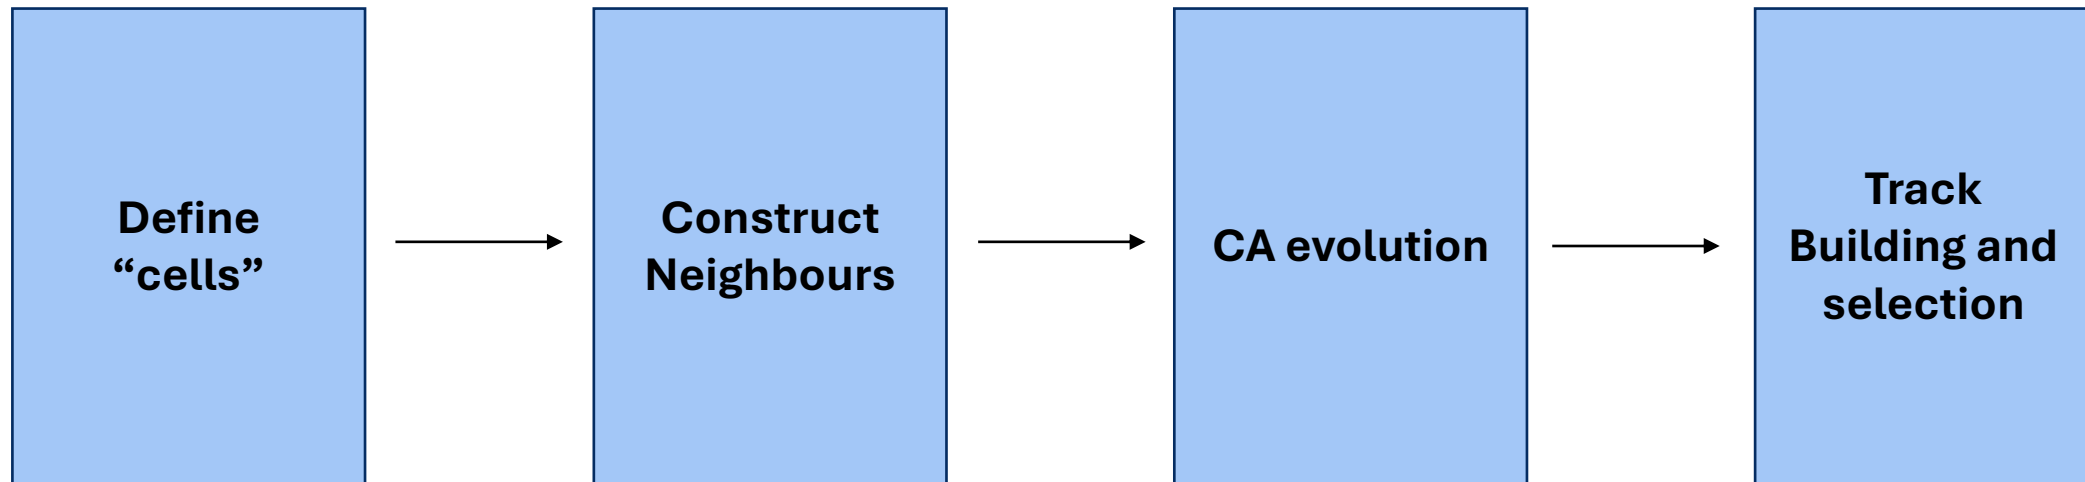 Define
“cells”
Construct
Neighbours
CA evolution
Track
Building and
selection